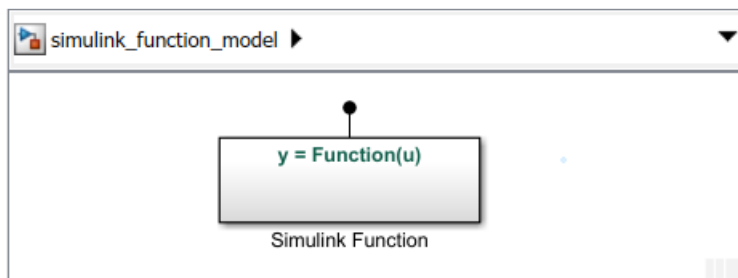 simulink_function_model
y = Function(u)
Simulink Function